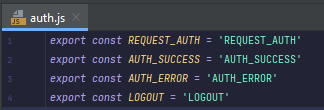 auth.js
JS
1 export const REQUEST_AUTH = 'REQUEST_AUTH'
2 export const AUTH_SUCCESS = 'AUTH_SUCCESS'
3 export const AUTH_ERROR = 'AUTH_ERROR'
4 export const LOGOUT = 'LOGOUT'